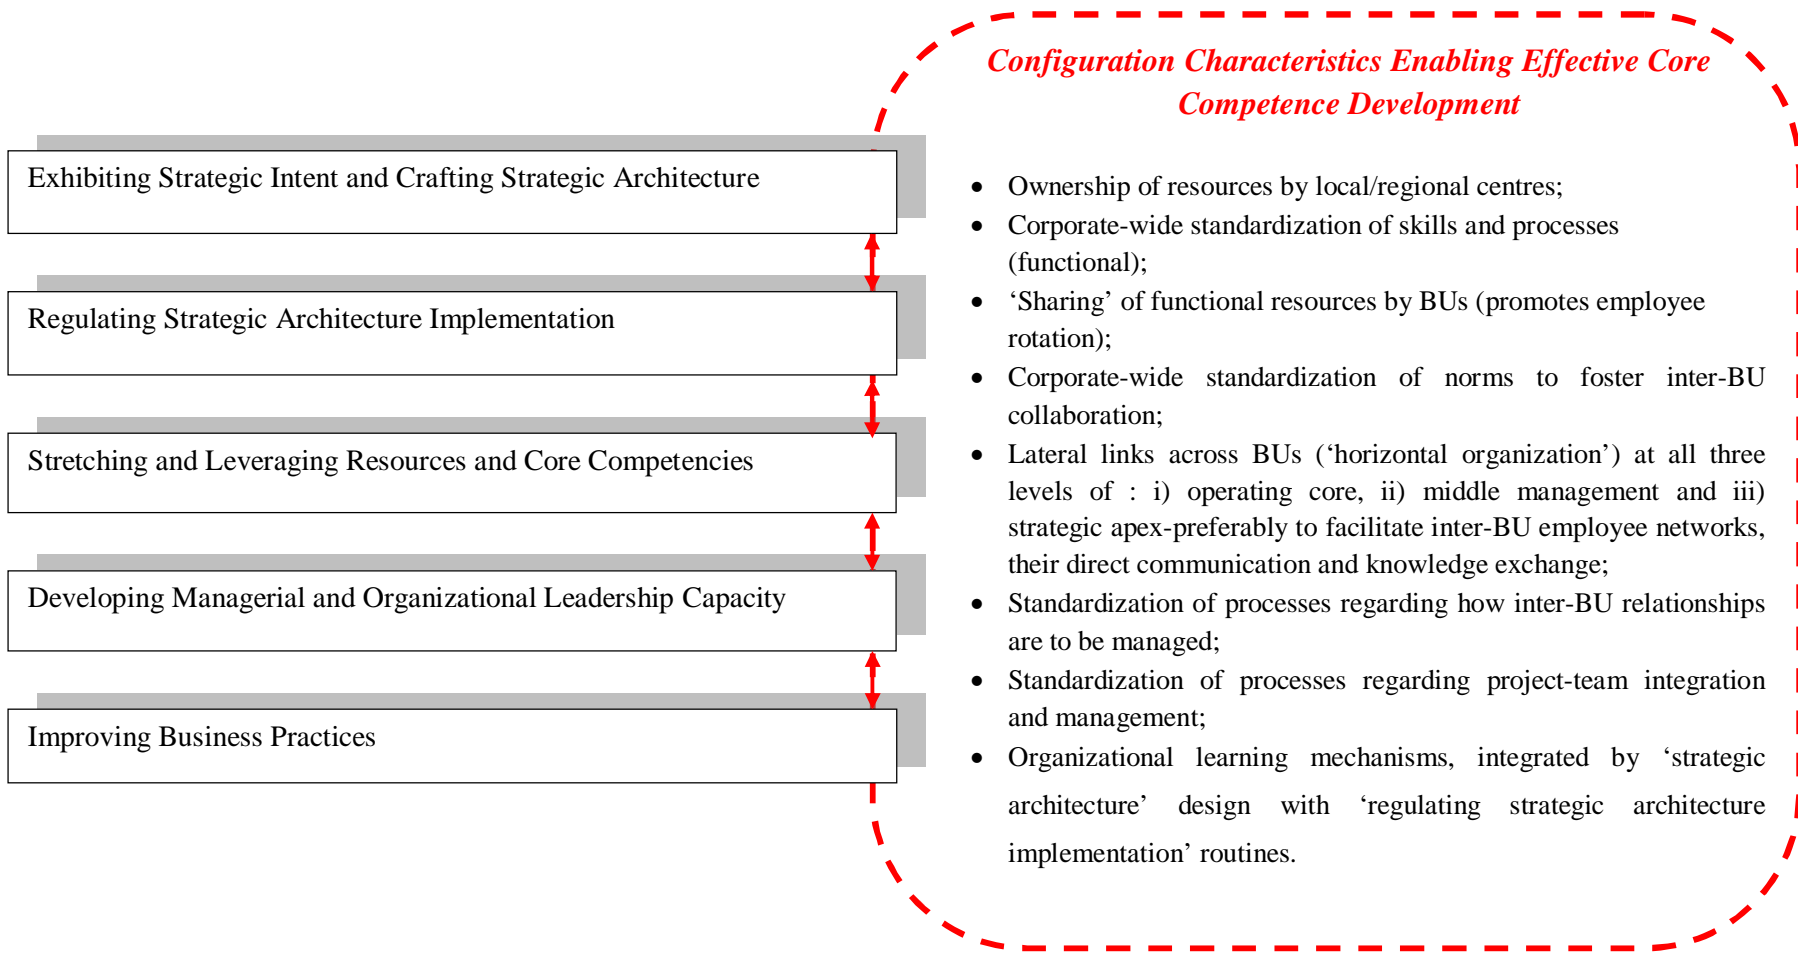 Configuration Characteristics Enabling Effective Core
Competence Development
Exhibiting Strategic Intent and Crafting Strategic Architecture
Regulating Strategic Architecture Implementation
Stretching and Leveraging Resources and Core Competencies
Developing Managerial and Organizational Leadership Capacity
Improving Business Practices
• Ownership of resources by local/regional centres;
• Corporate-wide standardization of skills and processes
(functional);
• ‘Sharing’ of functional resources by BUs (promotes employee
rotation);
• Corporate-wide standardization of norms to foster inter-BU
collaboration;
• Lateral links across BUs (‘horizontal organization’) at all three
levels of : i) operating core, ii) middle management and iii)
strategic apex-preferably to facilitate inter-BU employee networks,
their direct communication and knowledge exchange;
• Standardization of processes regarding how inter-BU relationships
are to be managed;
• Standardization of processes regarding project-team integration
and management;
• Organizational learning mechanisms, integrated by ‘strategic
architecture’ design with ‘regulating strategic architecture
implementation’ routines.